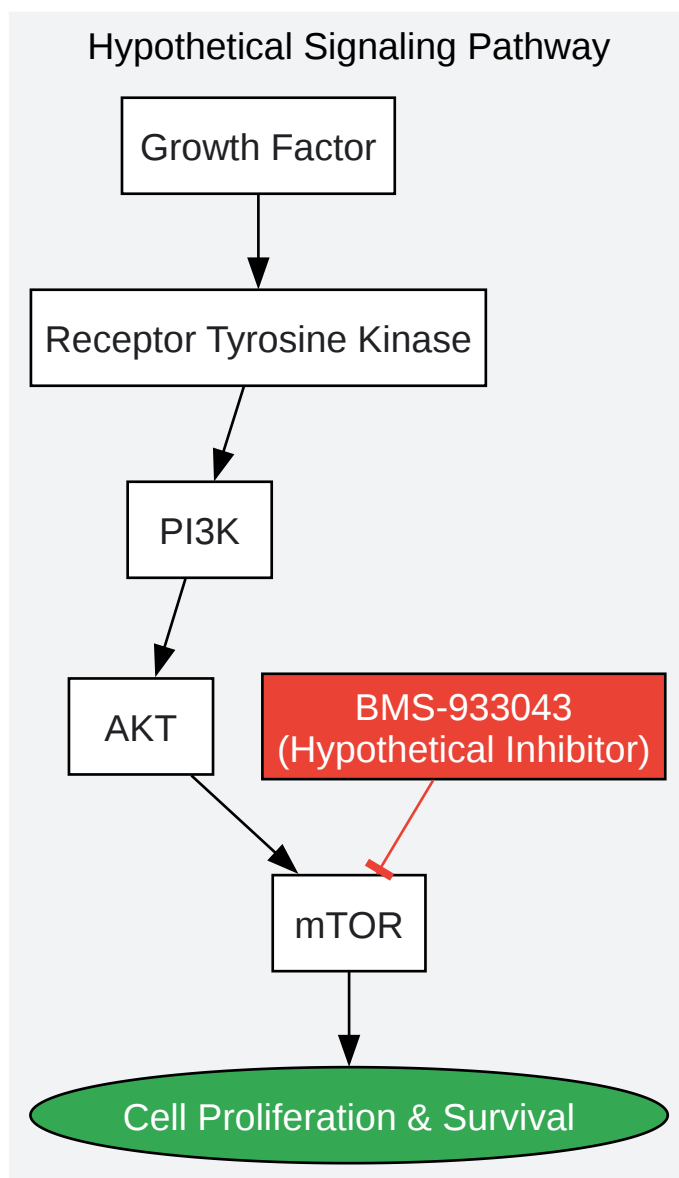 Hypothetical Signaling Pathway
Growth Factor
Receptor Tyrosine Kinase
PI3K
AKT
BMS-933043
(Hypothetical Inhibitor)
mTOR
Cell Proliferation & Survival